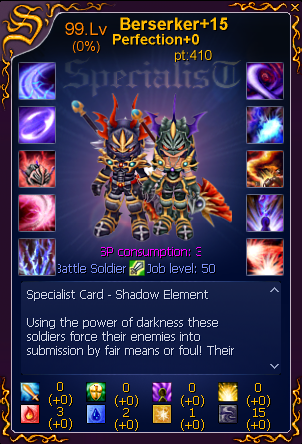 99.Lv
Berserker+15
(0%)
Perfection+0
pt:410
SpecialisT
SP consumption: 3
Battle Soldier Job level: 50
Specialist Card - Shadow Element
Using the power of darkness these
soldiers force their enemies into
submission by fair means or foul! Their
0 0 0 0
(+0) (+0) (+0) (+0)
3 2 1 15
(+0) (+0) (+0) (+0)